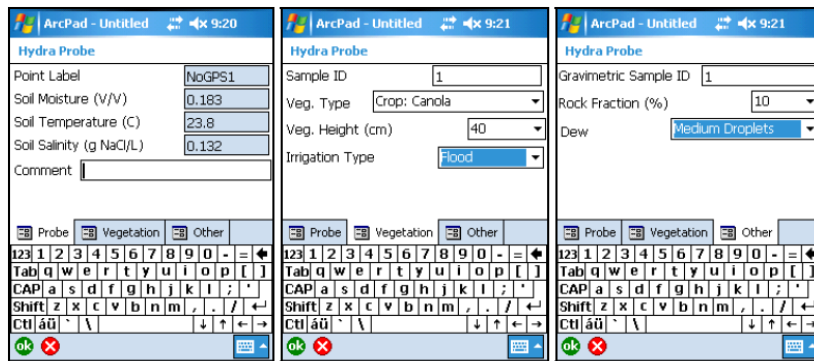 ArcPad - Untitled 9:20
Hydra Probe
Point Label NoGPS1
Soil Moisture (V/V) 0.183
Soil Temperature (C) 23.8
Soil Salinity (g NaCl/L) 0.132
Comment
Probe Vegetation Other
123 1 2 3 4 5 6 7 8 9 0 - =
Tab q w e r t y u i o p [ ]
CAP a s d f g h j k l ; '
Shift z x c v b n m , . /
Ctl áü ` \
ok
ArcPad - Untitled 9:21
Hydra Probe
Sample ID 1
Veg. Type Crop: Canola
Veg. Height (cm) 40
Irrigation Type Flood
Probe Vegetation Other
123 1 2 3 4 5 6 7 8 9 0 - =
Tab q w e r t y u i o p [ ]
CAP a s d f g h j k l ; '
Shift z x c v b n m , . /
Ctl áü ` \
ok
ArcPad - Untitled 9:21
Hydra Probe
Gravimetric Sample ID 1
Rock Fraction (%) 10
Dew Medium Droplets
Probe Vegetation Other
123 1 2 3 4 5 6 7 8 9 0 - =
Tab q w e r t y u i o p [ ]
CAP a s d f g h j k l ; '
Shift z x c v b n m , . /
Ctl áü ` \
ok